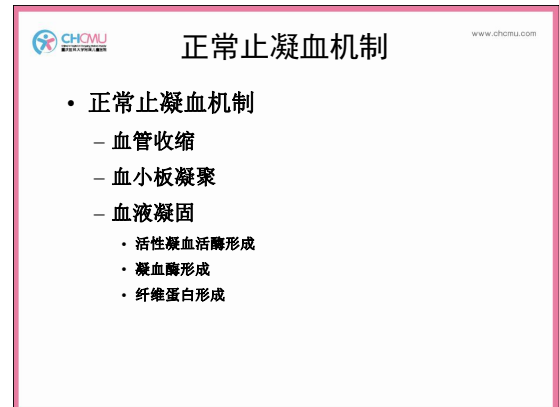 CHCMU
正常止凝血机制
www.chcmu.com
• 正常止凝血机制
– 血管收缩
– 血小板凝聚
– 血液凝固
• 活性凝血活酶形成
• 凝血酶形成
• 纤维蛋白形成